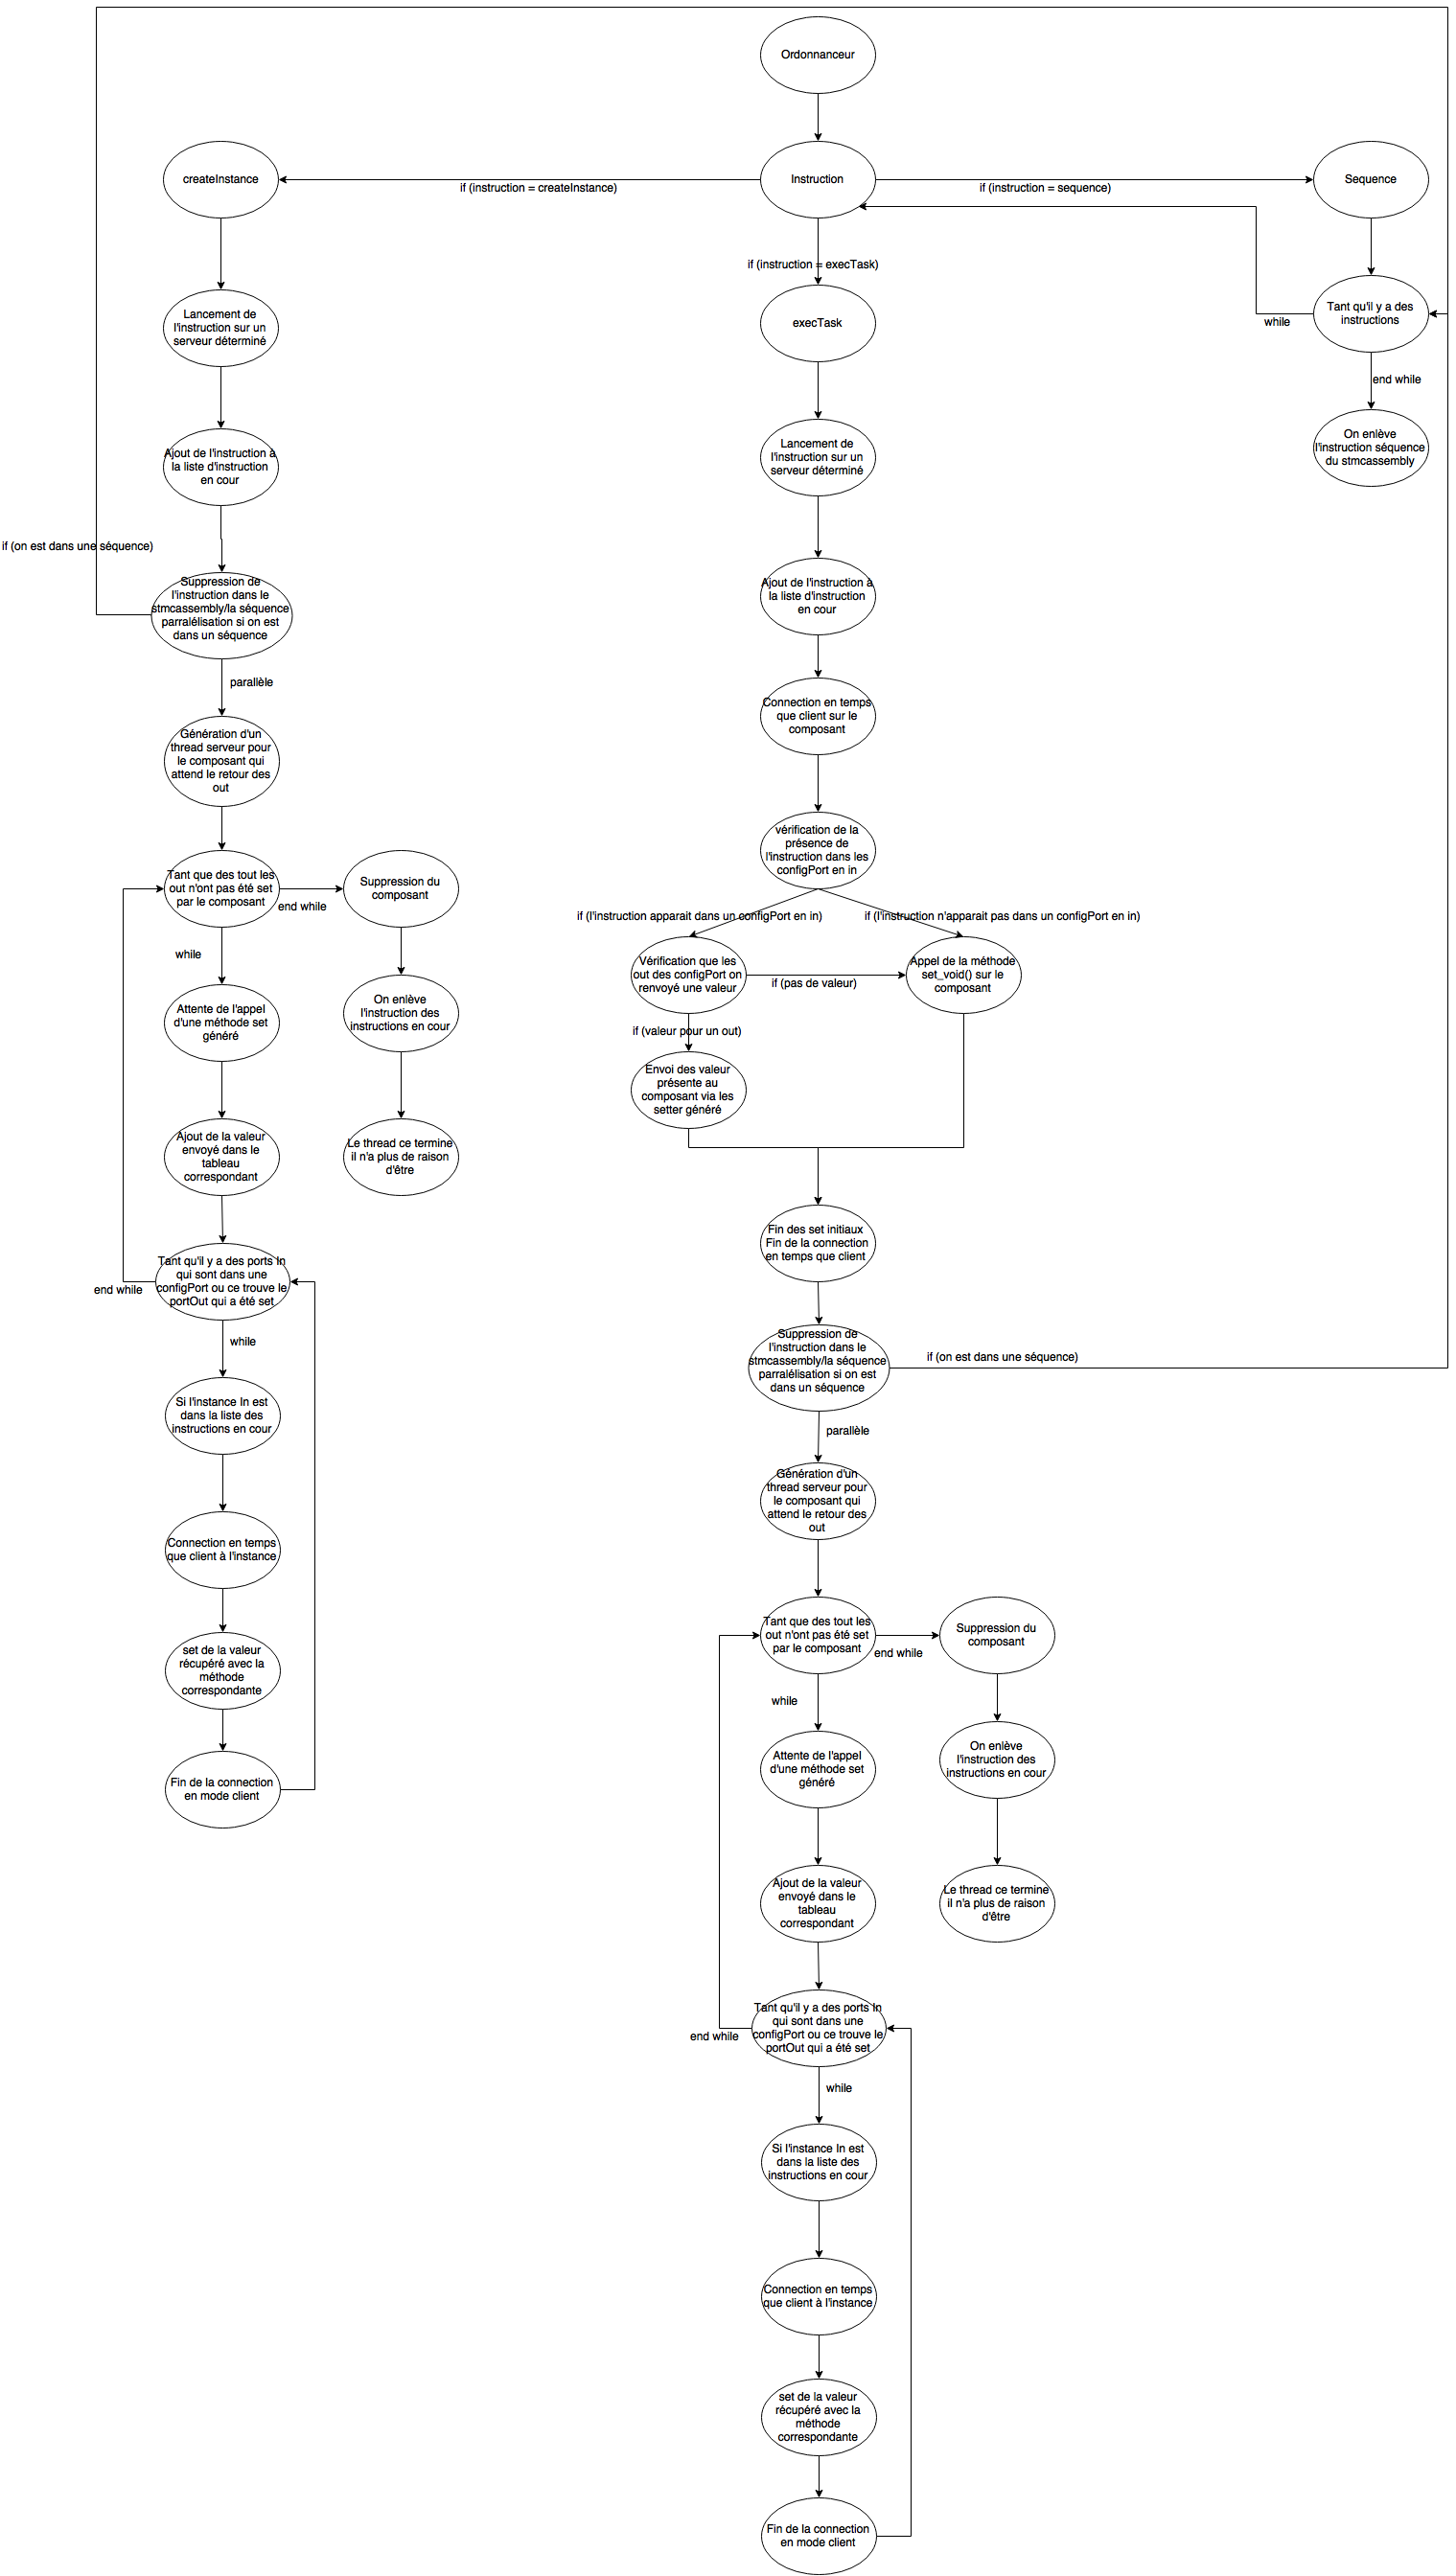 Ordonnanceur
createInstance
if (instruction = createInstance)
Instruction
if (instruction = sequence)
Sequence
if (instruction = execTask)
Lancement de
l'instruction sur un
serveur déterminé
execTask
Tant qu'il y a des
instructions
while
end while
Ajout de l'instruction à
la liste d'instruction
en cour
Lancement de
l'instruction sur un
serveur déterminé
On enlève
l'instruction séquence
du stmcassembly
if (on est dans une séquence)
Suppression de
l'instruction dans le
stmcassembly/la séquence
parralélisation si on est
dans un séquence
Ajout de l'instruction à
la liste d'instruction
en cour
parallèle
Connection en temps
que client sur le
composant
Génération d'un
thread serveur pour
le composant qui
attend le retour des
out
vérification de la
présence de
l'instruction dans les
configPort en in
Tant que des tout les
out n'ont pas été set
par le composant
end while
Suppression du
composant
if (l'instruction apparait dans un configPort en in)
if (l'instruction n'apparait pas dans un configPort en in)
while
Vérification que les
out des configPort on
renvoyé une valeur
if (pas de valeur)
Appel de la méthode
set_void() sur le
composant
Attente de l'appel
d'une méthode set
généré
On enlève
l'instruction des
instructions en cour
if (valeur pour un out)
Envoi des valeur
présente au
composant via les
setter généré
Ajout de la valeur
envoyé dans le
tableau
correspondant
Le thread ce termine
il n'a plus de raison
d'être
Fin des set initiaux
Fin de la connection
en temps que client
Tant qu'il y a des ports In
qui sont dans une
configPort ou ce trouve le
portOut qui a été set
end while
while
Suppression de
l'instruction dans le
stmcassembly/la séquence
parralélisation si on est
dans un séquence
if (on est dans une séquence)
Si l'instance In est
dans la liste des
instructions en cour
parallèle
Génération d'un
thread serveur pour
le composant qui
attend le retour des
out
Connection en temps
que client à l'instance
Tant que des tout les
out n'ont pas été set
par le composant
end while
Suppression du
composant
set de la valeur
récupéré avec la
méthode
correspondante
while
Fin de la connection
en mode client
Attente de l'appel
d'une méthode set
généré
On enlève
l'instruction des
instructions en cour
Ajout de la valeur
envoyé dans le
tableau
correspondant
Le thread ce termine
il n'a plus de raison
d'être
Tant qu'il y a des ports In
qui sont dans une
configPort ou ce trouve le
portOut qui a été set
end while
while
Si l'instance In est
dans la liste des
instructions en cour
Connection en temps
que client à l'instance
set de la valeur
récupéré avec la
méthode
correspondante
Fin de la connection
en mode client